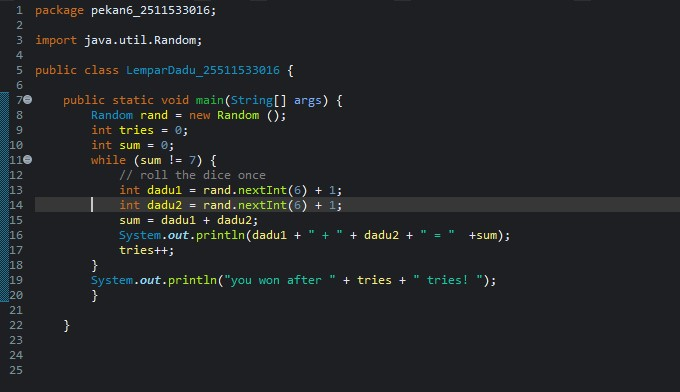 1 package pekan6_2511533016;
2
3 import java.util.Random;
4
5 public class LemparDadu_25511533016 {
6
7 public static void main(String[] args) {
8 Random rand = new Random ();
9 int tries = 0;
10 int sum = 0;
11 while (sum != 7) {
12 // roll the dice once
13 int dadu1 = rand.nextInt(6) + 1;
14 int dadu2 = rand.nextInt(6) + 1;
15 sum = dadu1 + dadu2;
16 System.out.println(dadu1 + " + " + dadu2 + " = "  +sum);
17 tries++;
18 }
19 System.out.println("you won after " + tries + " tries! ");
20 }
21
22 }
23
24
25